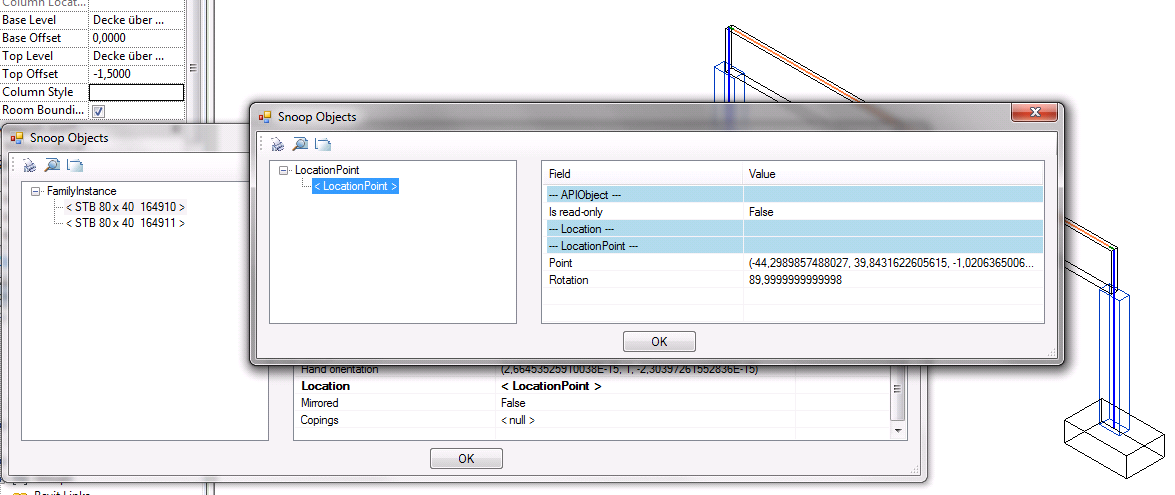 Column Locat...
Base Level Decke über ...
Base Offset 0,0000
Top Level Decke über ...
Top Offset -1,5000
Column Style
Room Boundi...
Snoop Objects
FamilyInstance
< STB 80 x 40 164910 >
< STB 80 x 40 164911 >
Snoop Objects
LocationPoint
< LocationPoint >
Field Value
--- APIObject ---
Is read-only False
--- Location ---
--- LocationPoint ---
Point (-44,2989857488027, 39,8431622605615, -1,0206365006...
Rotation 89,9999999999998
OK
Hand orientation (2,66453525910038E-15, 1, -2,30397261552836E-15)
Location < LocationPoint >
Mirrored False
Copings < null >
OK
Revit Links